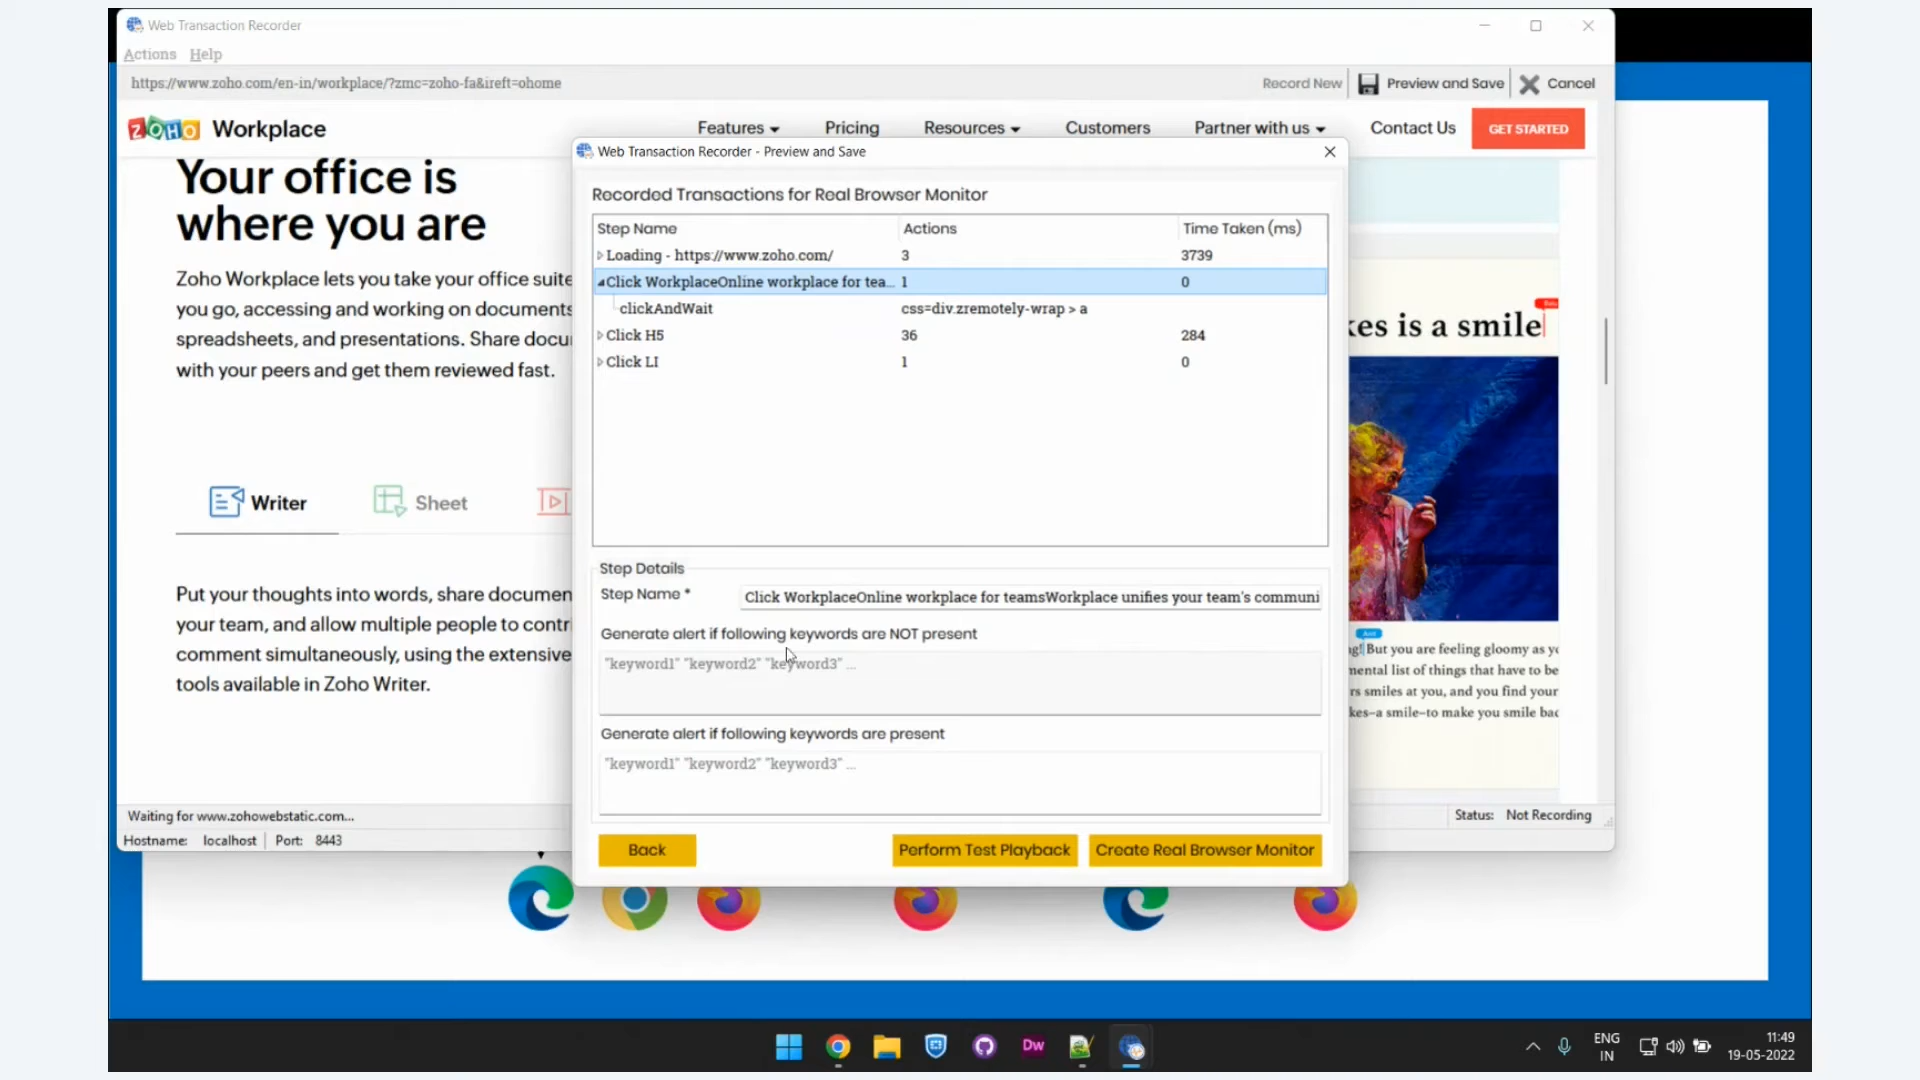 Web Transaction Recorder
Actions Help
https://www.zoho.com/en-in/workplace/?zmc=zoho-fa&ireft=ohome
Record New Preview and Save Cancel
ZOHO Workplace Features Pricing Resources Customers Partner with us Contact Us GET STARTED
Your office is
where you are
Zoho Workplace lets you take your office suite
you go, accessing and working on documents
spreadsheets, and presentations. Share docu
with your peers and get them reviewed fast.
Writer Sheet
Put your thoughts into words, share documen
your team, and allow multiple people to contr
comment simultaneously, using the extensive
tools available in Zoho Writer.
Web Transaction Recorder - Preview and Save
Recorded Transactions for Real Browser Monitor
Step Name Actions Time Taken (ms)
Loading - https://www.zoho.com/ 3 3739
Click WorkplaceOnline workplace for tea... 1 0
clickAndWait css=div.zremotely-wrap > a
Click H5 36 284
Click LI 1 0
Step Details
Step Name * Click WorkplaceOnline workplace for teamsWorkplace unifies your team's communi
Generate alert if following keywords are NOT present
"keyword1" "keyword2" "keyword3" ...
Generate alert if following keywords are present
"keyword1" "keyword2" "keyword3" ...
Back Perform Test Playback Create Real Browser Monitor
kes is a smile
ng! But you are feeling gloomy as yo
mental list of things that have to be
rs smiles at you, and you find your
kes–a smile–to make you smile bac
Waiting for www.zohowebstatic.com...
Status: Not Recording
Hostname: localhost Port: 8443
Dw
ENG
IN
11:49
19-05-2022